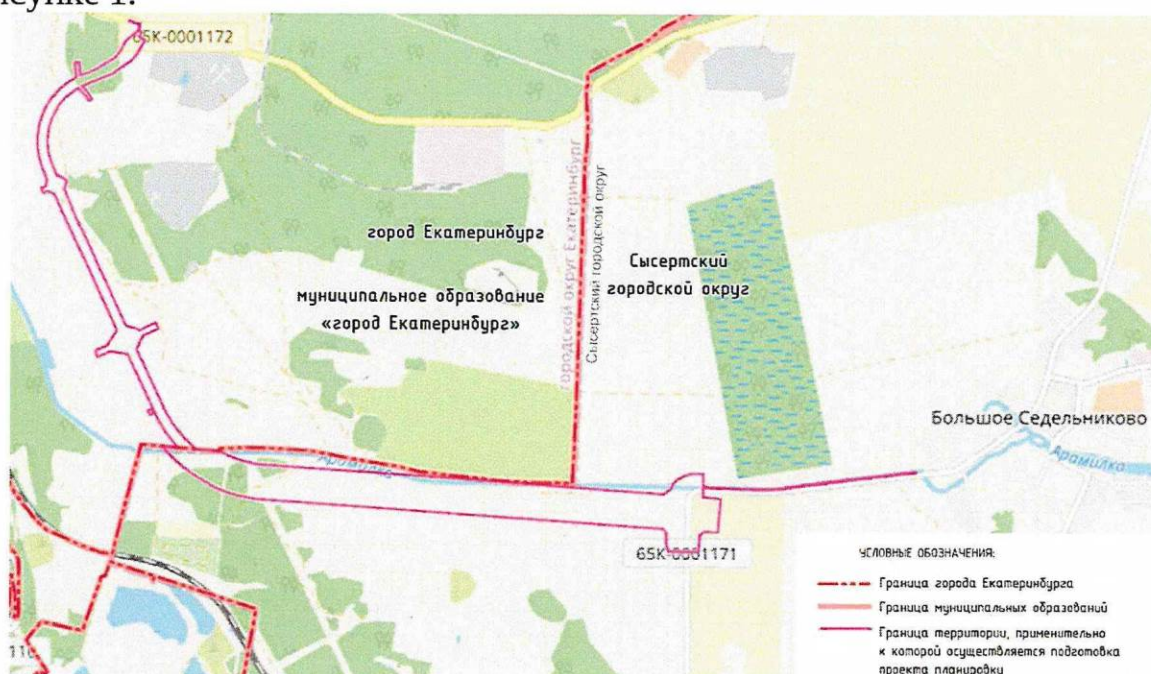 65К-0001172
город Екатеринбург
муниципальное образование
«город Екатеринбург»
городской округ Екатеринбург
Сысертский городской округ
Сысертский
городской округ
Большое Седельниково
Арамилка
Арамилка
65К-0001171
УСЛОВНЫЕ ОБОЗНАЧЕНИЯ:
Граница города Екатеринбурга
Граница муниципальных образований
Граница территории, применительно
к которой осуществляется подготовка
проекта планировки